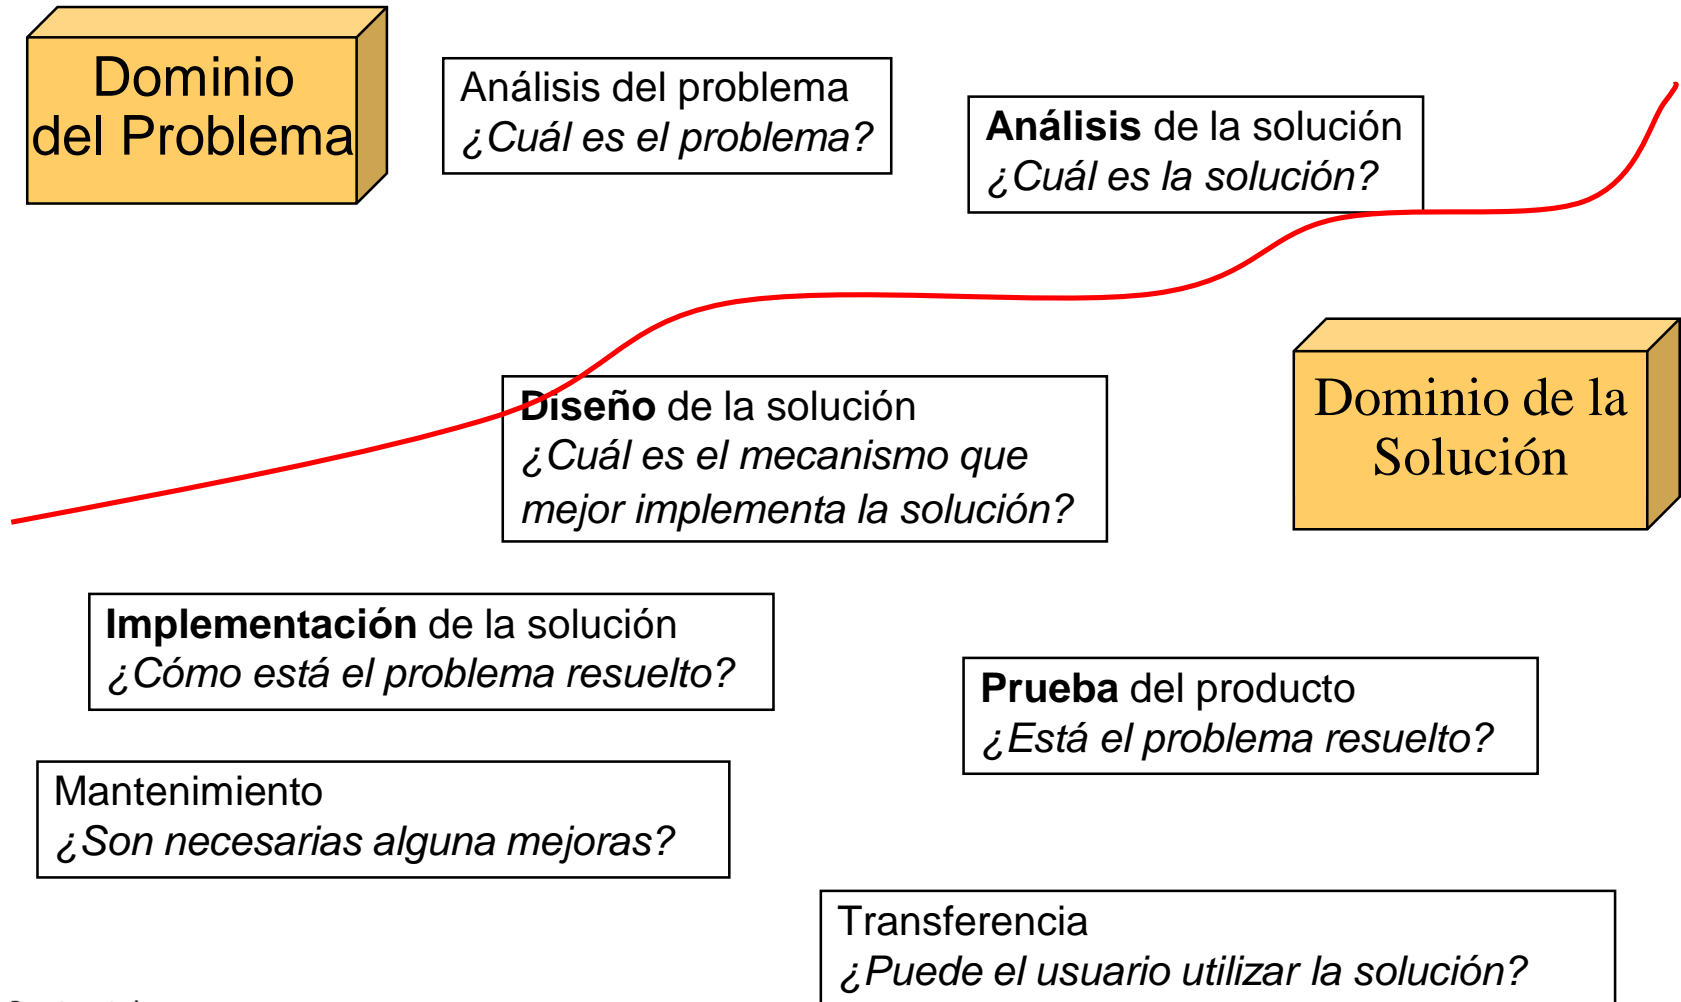 Dominio
del Problema
Análisis del problema
¿Cuál es el problema?
Análisis de la solución
¿Cuál es la solución?
Diseño de la solución
¿Cuál es el mecanismo que
mejor implementa la solución?
Dominio de la
Solución
Implementación de la solución
¿Cómo está el problema resuelto?
Prueba del producto
¿Está el problema resuelto?
Mantenimiento
¿Son necesarias alguna mejoras?
Transferencia
¿Puede el usuario utilizar la solución?